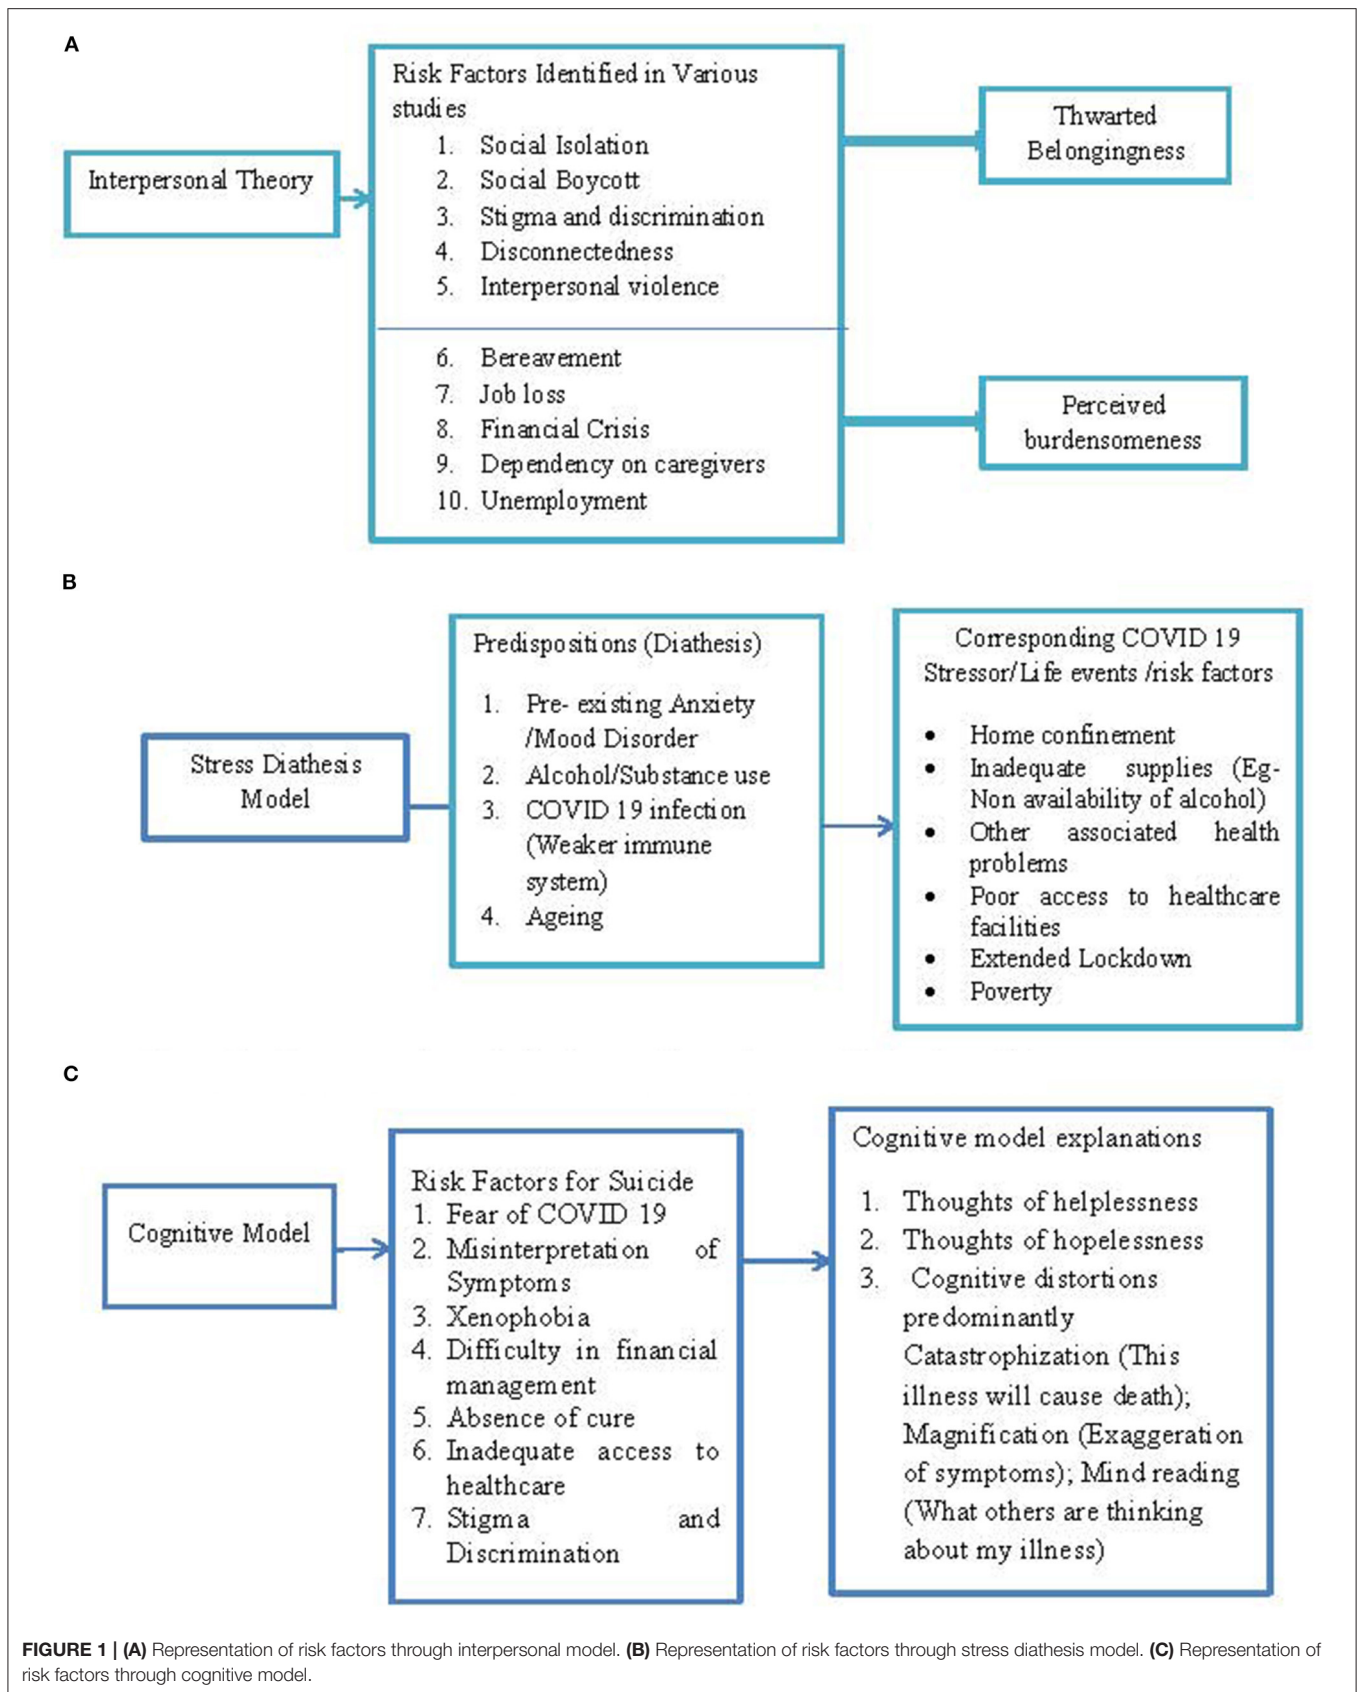 A
Interpersonal Theory
Risk Factors Identified in Various
studies
1. Social Isolation
2. Social Boycott
3. Stigma and discrimination
4. Disconnectedness
5. Interpersonal violence
6. Bereavement
7. Job loss
8. Financial Crisis
9. Dependency on caregivers
10. Unemployment
Thwarted
Belongingness
Perceived
burdensomeness
B
Stress Diathesis
Model
Predispositions (Diathesis)
1. Pre- existing Anxiety
/Mood Disorder
2. Alcohol/Substance use
3. COVID 19 infection
(Weaker immune
system)
4. Ageing
Corresponding COVID 19
Stressor/Life events /risk factors
• Home confinement
• Inadequate supplies (Eg-
Non availability of alcohol)
• Other associated health
problems
• Poor access to healthcare
facilities
• Extended Lockdown
• Poverty
C
Cognitive Model
Risk Factors for Suicide
1. Fear of COVID 19
2. Misinterpretation of
Symptoms
3. Xenophobia
4. Difficulty in financial
management
5. Absence of cure
6. Inadequate access to
healthcare
7. Stigma and
Discrimination
Cognitive model explanations
1. Thoughts of helplessness
2. Thoughts of hopelessness
3. Cognitive distortions
predominantly
Catastrophization (This
illness will cause death);
Magnification (Exaggeration
of symptoms); Mind reading
(What others are thinking
about my illness)
FIGURE 1 | (A) Representation of risk factors through interpersonal model. (B) Representation of risk factors through stress diathesis model. (C) Representation of
risk factors through cognitive model.